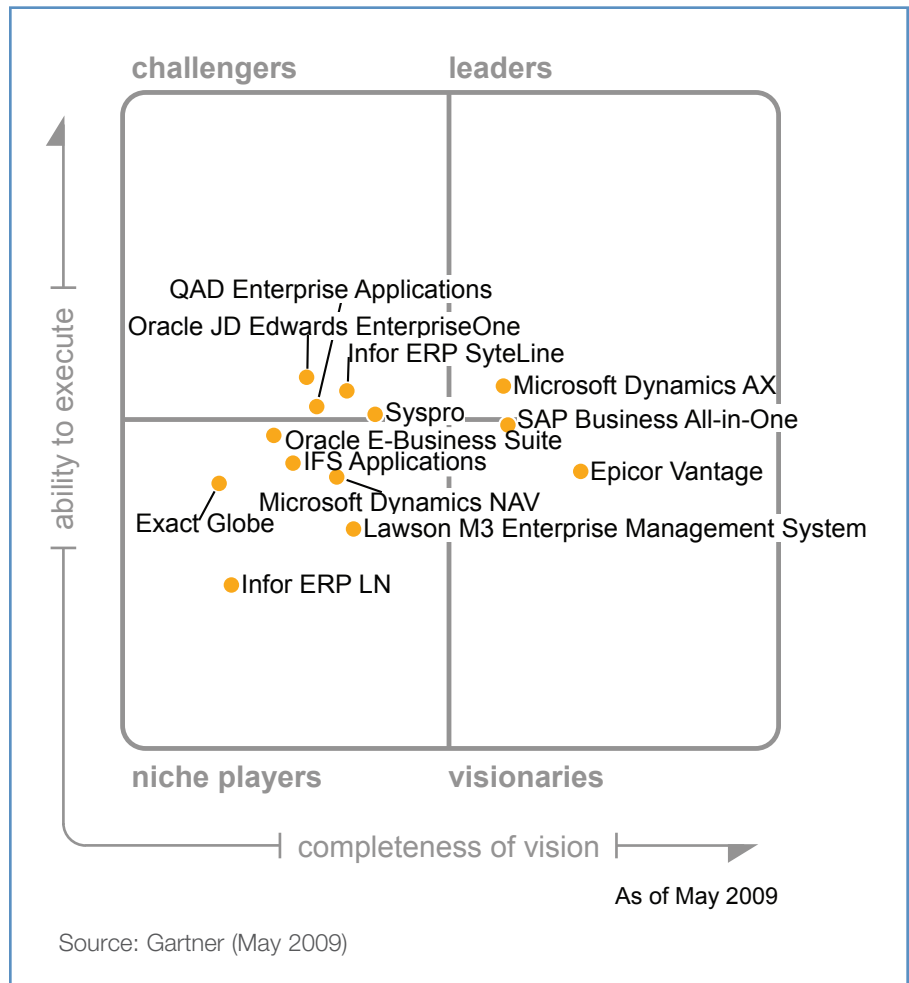 challengers
leaders
QAD Enterprise Applications
Oracle JD Edwards EnterpriseOne
Infor ERP SyteLine
Microsoft Dynamics AX
Syspro
SAP Business All-in-One
Oracle E-Business Suite
IFS Applications
Epicor Vantage
Microsoft Dynamics NAV
Exact Globe
Lawson M3 Enterprise Management System
Infor ERP LN
ability to execute
niche players
visionaries
completeness of vision
As of May 2009
Source: Gartner (May 2009)